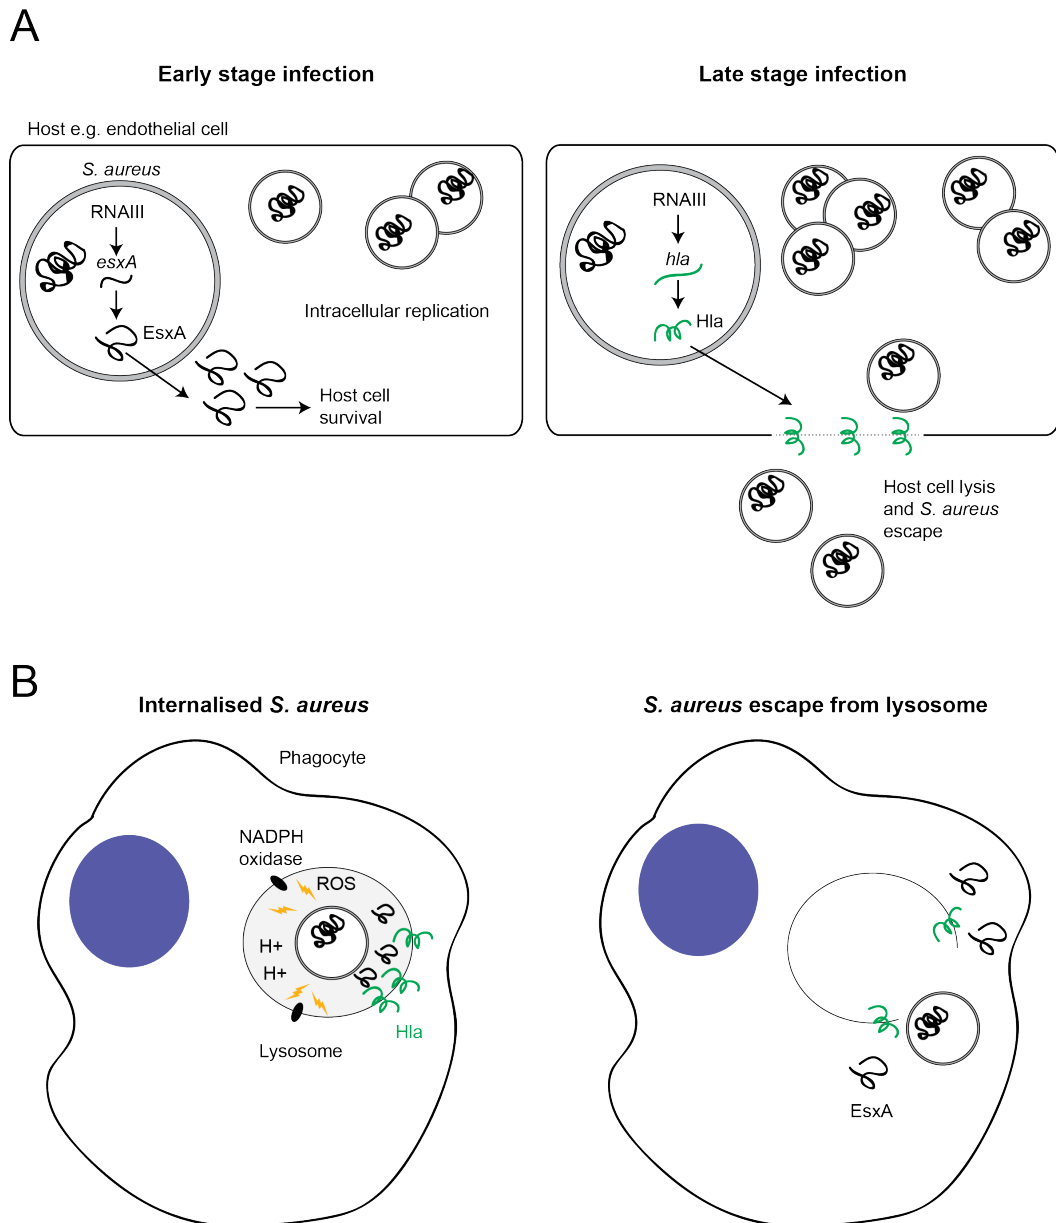 A
Early stage infection
Host e.g. endothelial cell
S. aureus
RNAIII
esxA
EsxA
Intracellular replication
Host cell
survival
Late stage infection
RNAIII
hla
Hla
Host cell lysis
and S. aureus
escape
B
Internalised S. aureus
Phagocyte
NADPH
oxidase
ROS
H+
H+
Hla
Lysosome
S. aureus escape from lysosome
EsxA